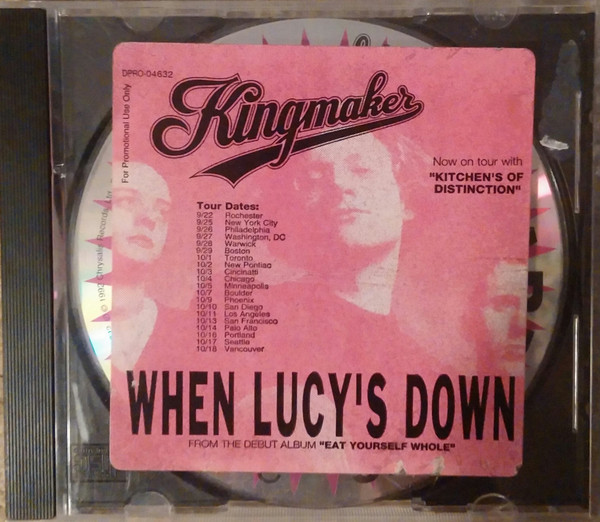 DPRO-04632
For Promotional Use Only
Kingmaker
Now on tour with
"KITCHEN'S OF
DISTINCTION"
Tour Dates:
9/22 Rochester
9/25 New York City
9/26 Philadelphia
9/27 Washington, DC
9/28 Warwick
9/29 Boston
10/1 Toronto
10/2 New Pontiac
10/3 Cincinatti
10/4 Chicago
10/5 Minneapolis
10/7 Boulder
10/9 Phoenix
10/10 San Diego
10/11 Los Angeles
10/13 San Francisco
10/14 Palo Alto
10/16 Portland
10/17 Seattle
10/18 Vancouver
WHEN LUCY'S DOWN
FROM THE DEBUT ALBUM "EAT YOURSELF WHOLE"
© 1992 Chrysalis Records